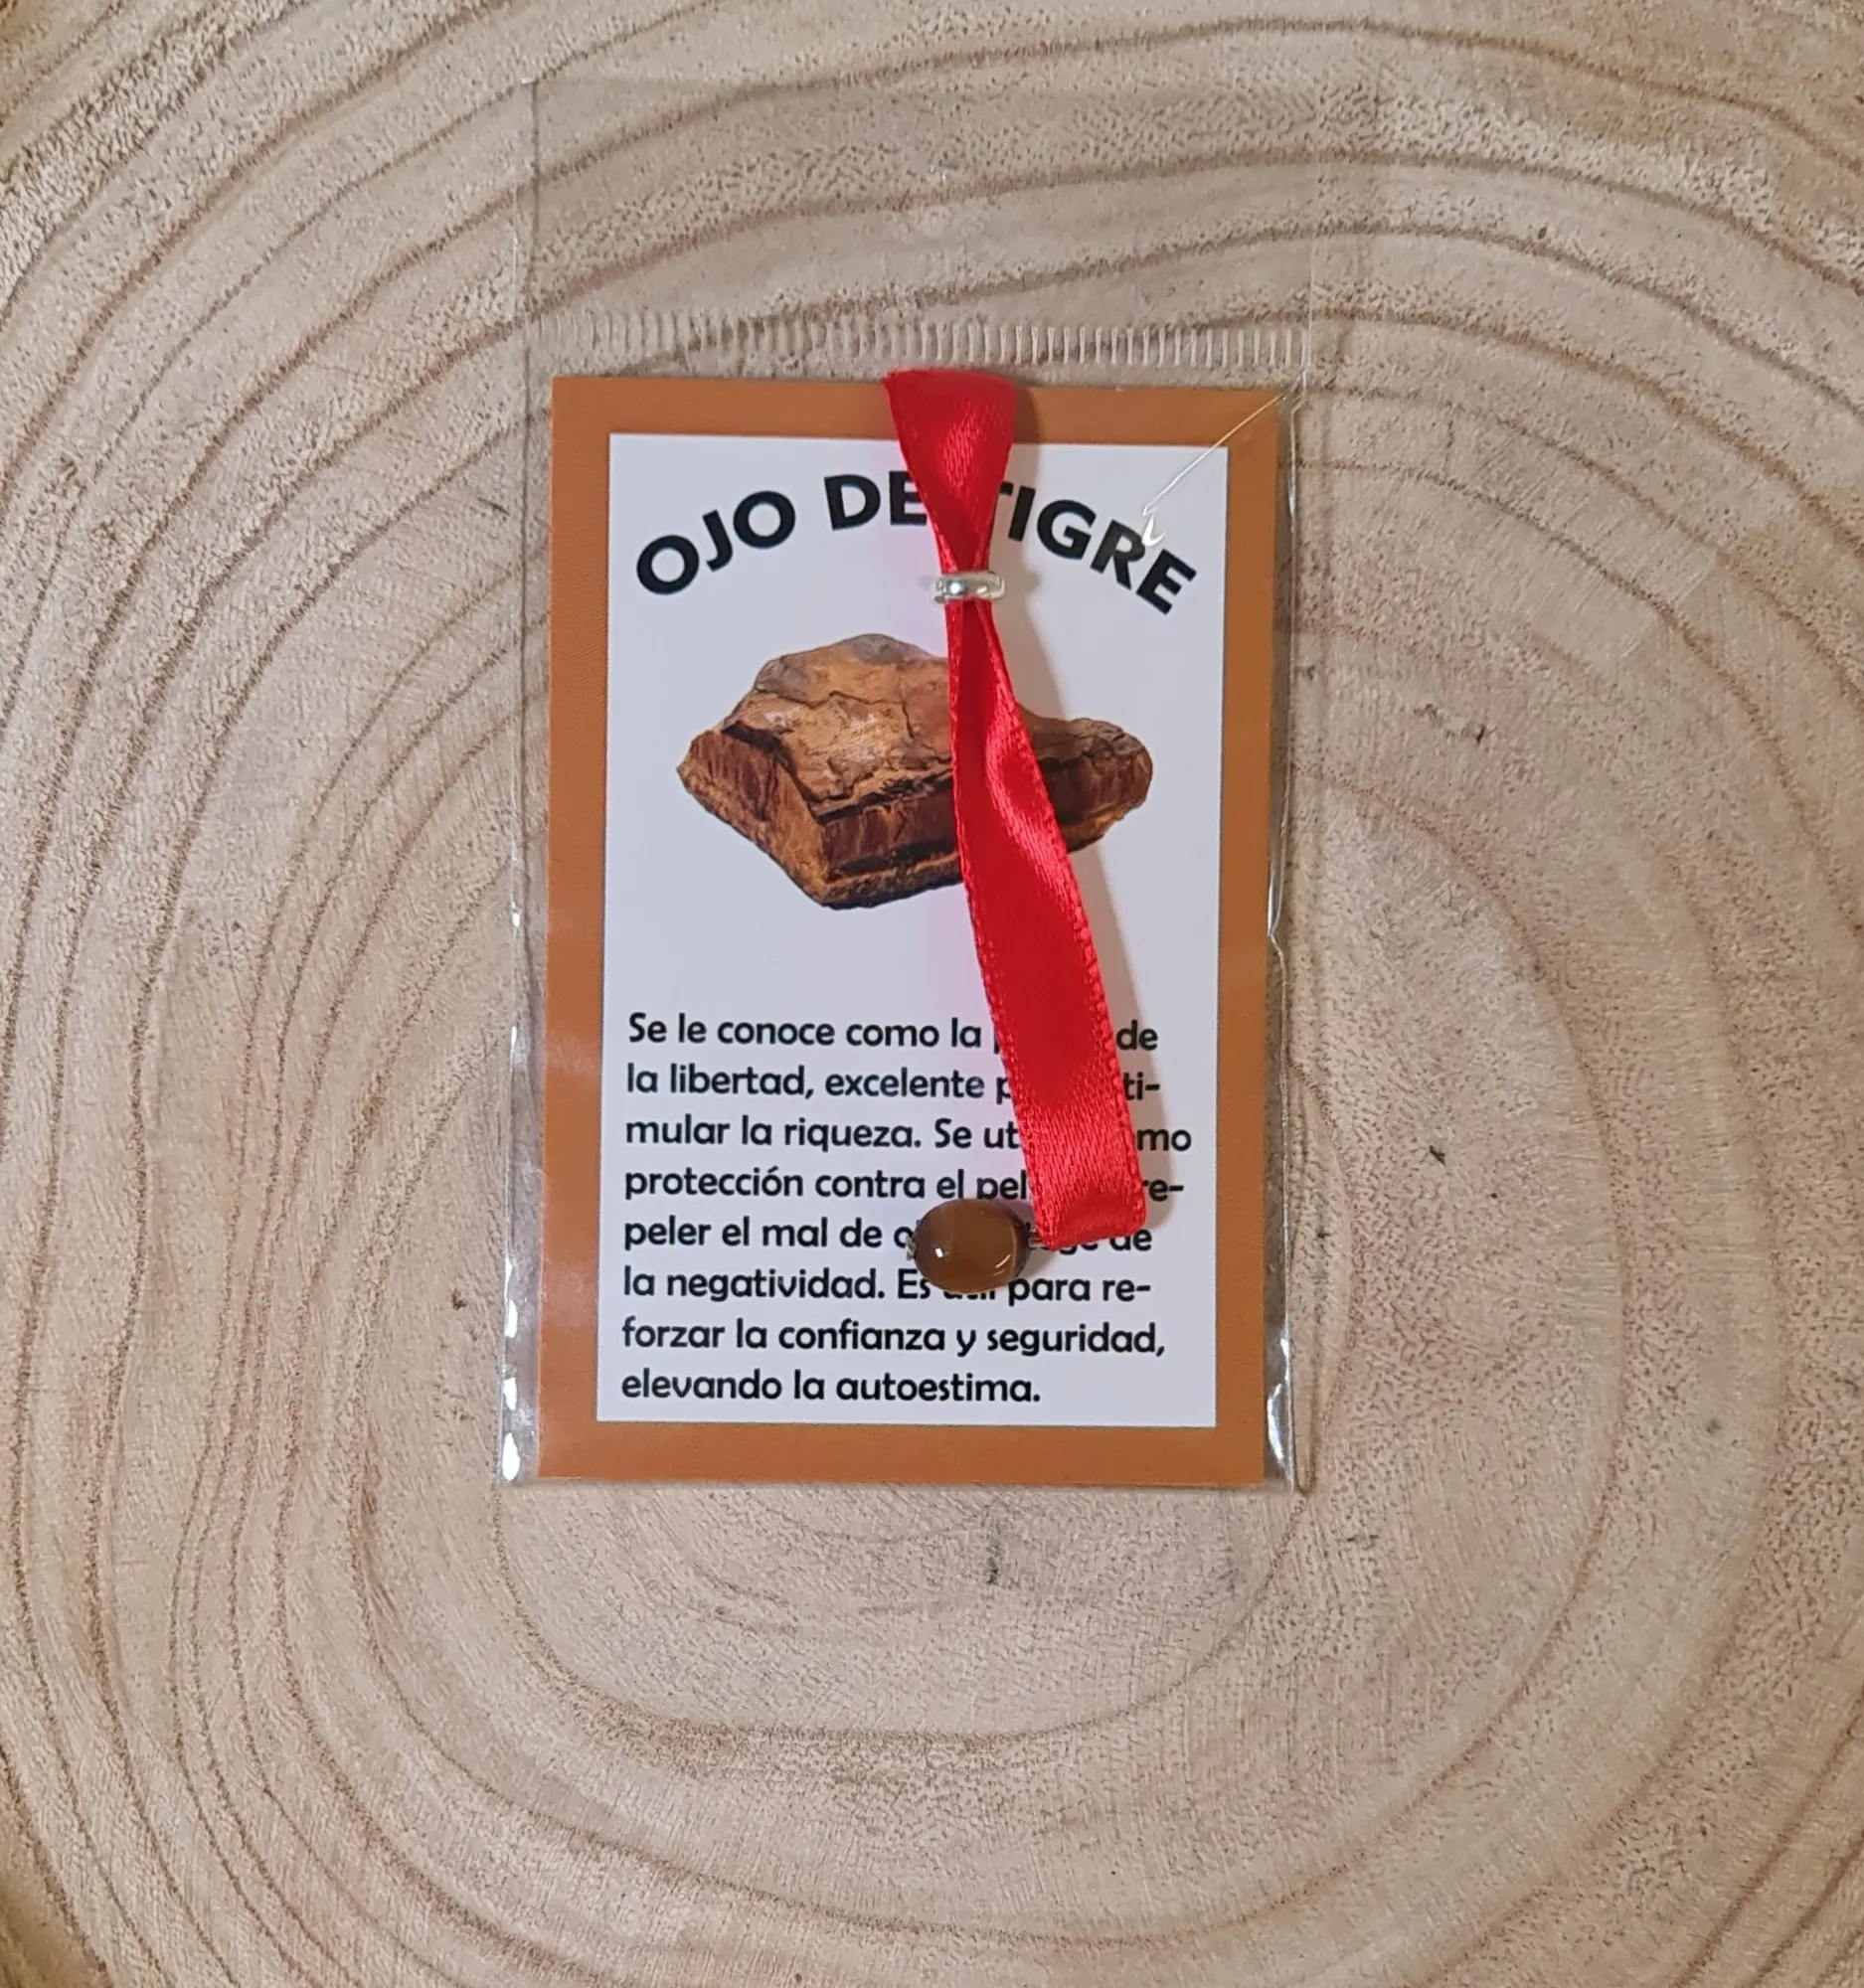 OJO DE TIGRE
Se le conoce como la de
la libertad, excelente
mular la riqueza. Se
protección contra el re-
peler el mal de de
la negatividad. Es para re-
forzar la confianza y seguridad,
elevando la autoestima.